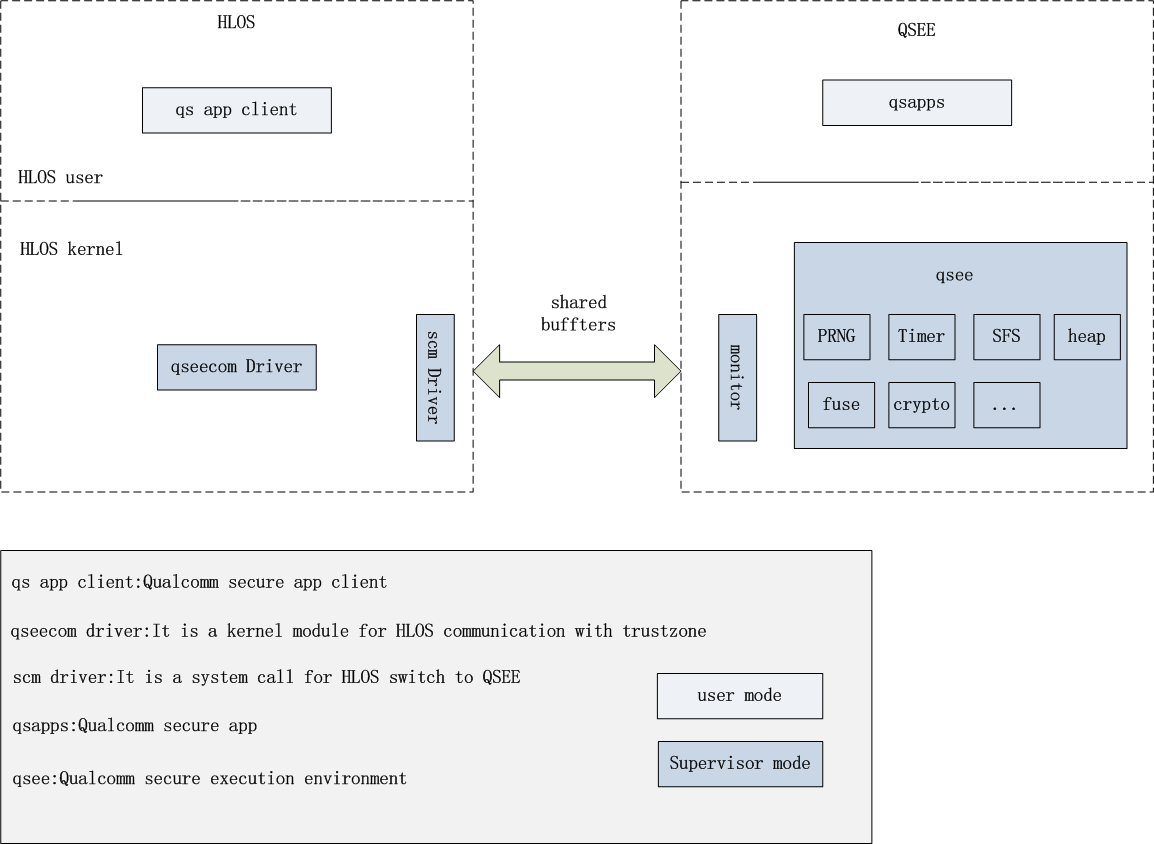 HLOS
QSEE
qs app client
qsapps
HLOS user
HLOS kernel
qsee
shared
buffters
PRNG
Timer
SFS
heap
scm Driver
monitor
qseecom Driver
fuse
crypto
...
qs app client:Qualcomm secure app client
qseecom driver:It is a kernel module for HLOS communication with trustzone
scm driver:It is a system call for HLOS switch to QSEE
user mode
qsapps:Qualcomm secure app
Supervisor mode
qsee:Qualcomm secure execution environment